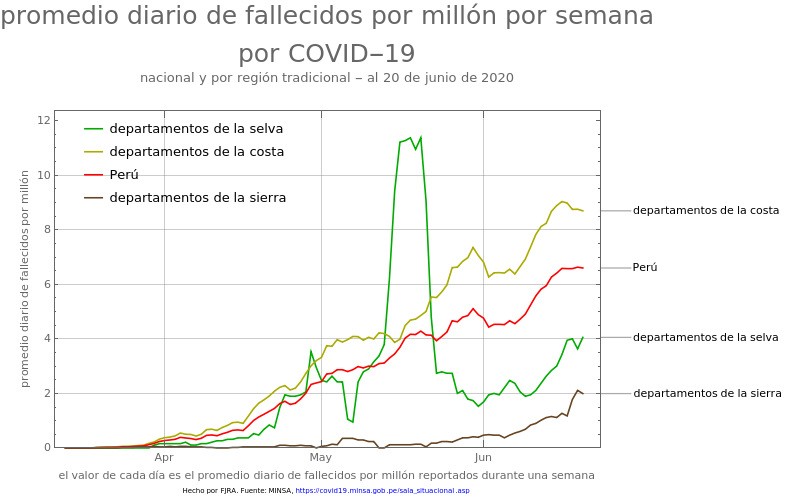 promedio diario de fallecidos por millón por semana
por COVID−19
nacional y por región tradicional − al 20 de junio de 2020
promedio diario de fallecidos por millón
12
10
8
6
4
2
0
departamentos de la selva
departamentos de la costa
Perú
departamentos de la sierra
departamentos de la costa
Perú
departamentos de la selva
departamentos de la sierra
Apr
May
Jun
el valor de cada día es el promedio diario de fallecidos por millón reportados durante una semana
Hecho por FJRA. Fuente: MINSA, https://covid19.minsa.gob.pe/sala_situacional.asp